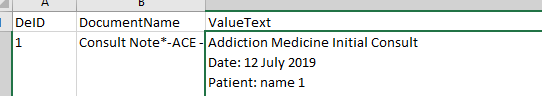 A B
DeID DocumentName ValueText
1 Consult Note*-ACE - Addiction Medicine Initial Consult
Date: 12 July 2019
Patient: name 1